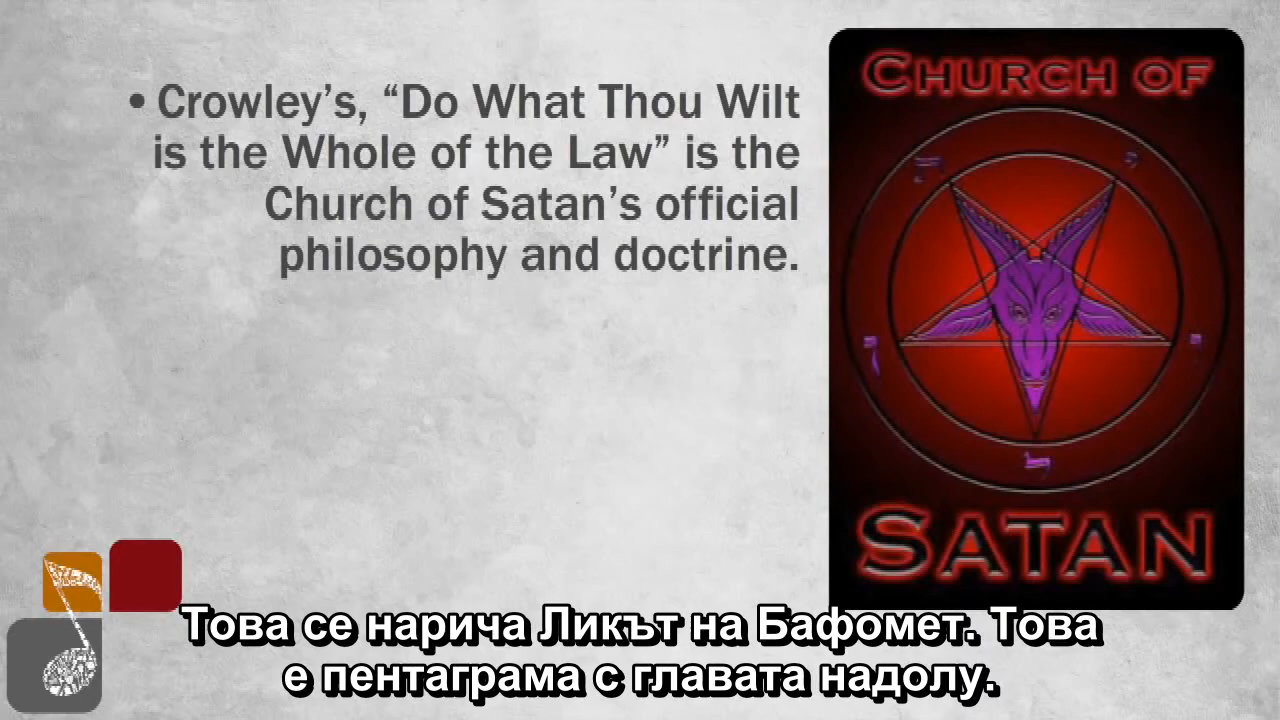 • Crowley’s, “Do What Thou Wilt
is the Whole of the Law” is the
Church of Satan’s official
philosophy and doctrine.
CHURCH OF
SATAN
Това се нарича Ликът на Бафомет. Това
е пентаграма с главата надолу.